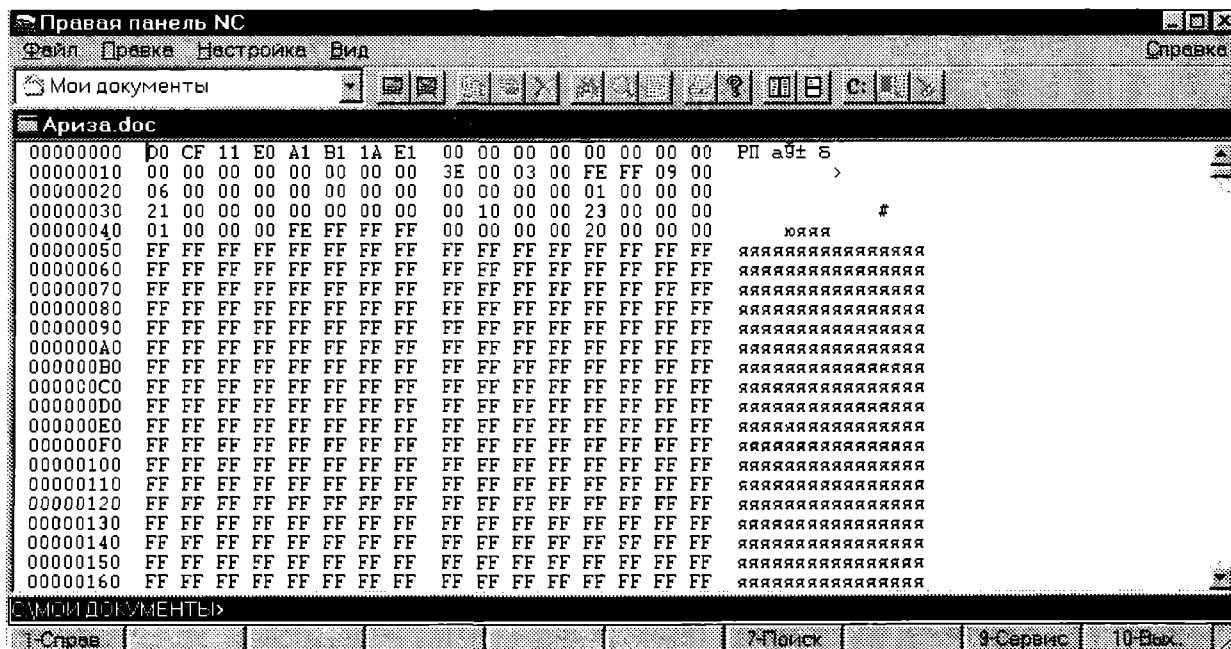 Правая панель NC
Файл Правка Настройка Вид Справка
Мои документы C:
Ариза.doc
00000000 D0 CF 11 E0 A1 B1 1A E1 00 00 00 00 00 00 00 00 РП аЎ± б
00000010 00 00 00 00 00 00 00 00 3E 00 03 00 FE FF 09 00 >
00000020 06 00 00 00 00 00 00 00 00 00 00 00 01 00 00 00
00000030 21 00 00 00 00 00 00 00 00 10 00 00 23 00 00 00 #
00000040 01 00 00 00 FE FF FF FF 00 00 00 00 20 00 00 00 юяяя
00000050 FF FF FF FF FF FF FF FF FF FF FF FF FF FF FF FF яяяяяяяяяяяяяяяя
00000060 FF FF FF FF FF FF FF FF FF FF FF FF FF FF FF FF яяяяяяяяяяяяяяяя
00000070 FF FF FF FF FF FF FF FF FF FF FF FF FF FF FF FF яяяяяяяяяяяяяяяя
00000080 FF FF FF FF FF FF FF FF FF FF FF FF FF FF FF FF яяяяяяяяяяяяяяяя
00000090 FF FF FF FF FF FF FF FF FF FF FF FF FF FF FF FF яяяяяяяяяяяяяяяя
000000A0 FF FF FF FF FF FF FF FF FF FF FF FF FF FF FF FF яяяяяяяяяяяяяяяя
000000B0 FF FF FF FF FF FF FF FF FF FF FF FF FF FF FF FF яяяяяяяяяяяяяяяя
000000C0 FF FF FF FF FF FF FF FF FF FF FF FF FF FF FF FF яяяяяяяяяяяяяяяя
000000D0 FF FF FF FF FF FF FF FF FF FF FF FF FF FF FF FF яяяяяяяяяяяяяяяя
000000E0 FF FF FF FF FF FF FF FF FF FF FF FF FF FF FF FF яяяяяяяяяяяяяяяя
000000F0 FF FF FF FF FF FF FF FF FF FF FF FF FF FF FF FF яяяяяяяяяяяяяяяя
00000100 FF FF FF FF FF FF FF FF FF FF FF FF FF FF FF FF яяяяяяяяяяяяяяяя
00000110 FF FF FF FF FF FF FF FF FF FF FF FF FF FF FF FF яяяяяяяяяяяяяяяя
00000120 FF FF FF FF FF FF FF FF FF FF FF FF FF FF FF FF яяяяяяяяяяяяяяяя
00000130 FF FF FF FF FF FF FF FF FF FF FF FF FF FF FF FF яяяяяяяяяяяяяяяя
00000140 FF FF FF FF FF FF FF FF FF FF FF FF FF FF FF FF яяяяяяяяяяяяяяяя
00000150 FF FF FF FF FF FF FF FF FF FF FF FF FF FF FF FF яяяяяяяяяяяяяяяя
00000160 FF FF FF FF FF FF FF FF FF FF FF FF FF FF FF FF яяяяяяяяяяяяяяяя
C:\МОИ ДОКУМЕНТЫ>
1-Справ 7-Поиск 9-Сервис 10-Вых..